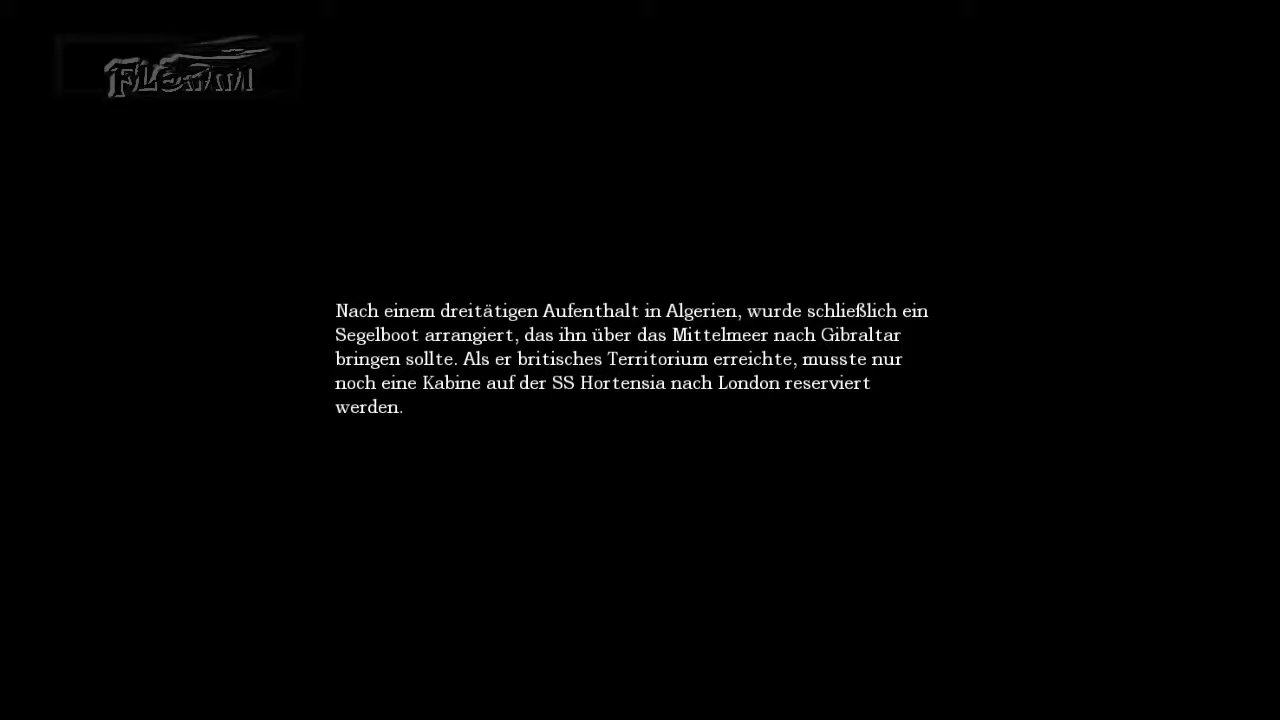 Nach einem dreitätigen Aufenthalt in Algerien, wurde schließlich ein
Segelboot arrangiert, das ihn über das Mittelmeer nach Gibraltar
bringen sollte. Als er britisches Territorium erreichte, musste nur
noch eine Kabine auf der SS Hortensia nach London reserviert
werden.